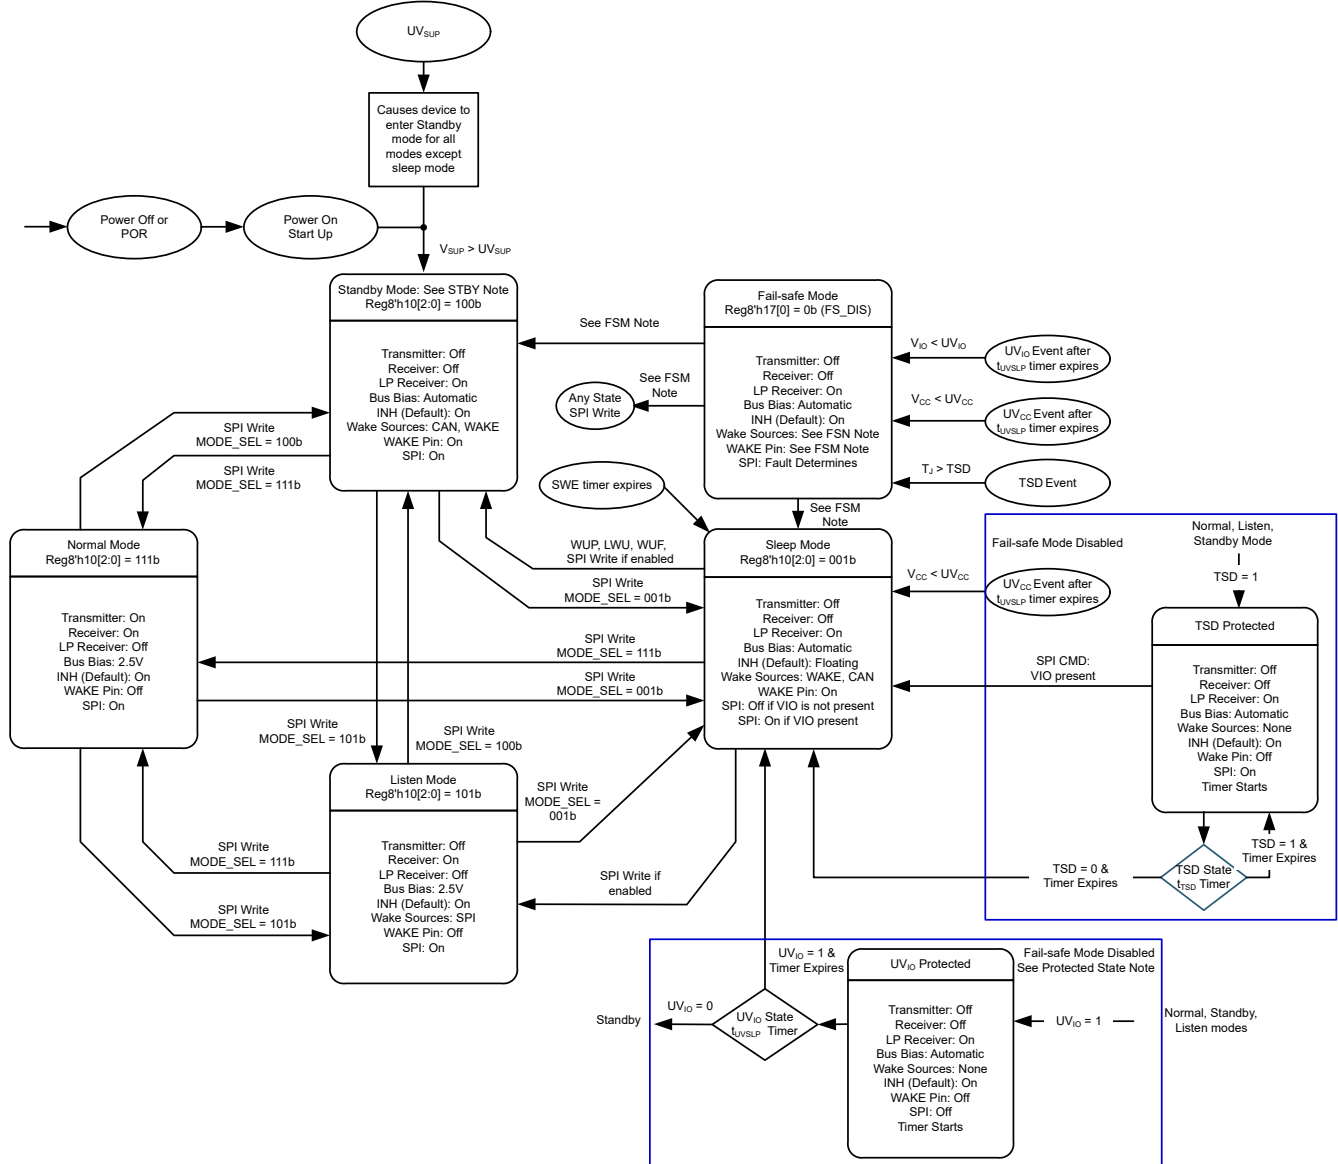 UVSUP
Causes device to
enter Standby
mode for all
modes except
sleep mode
Power Off or
POR
Power On
Start Up
VSUP > UVSUP
Standby Mode: See STBY Note
Reg8'h10[2:0] = 100b
Transmitter: Off
Receiver: Off
LP Receiver: On
Bus Bias: Automatic
INH (Default): On
Wake Sources: CAN, WAKE
WAKE Pin: On
SPI: On
See FSM Note
Fail-safe Mode
Reg8'h17[0] = 0b (FS_DIS)
Transmitter: Off
Receiver: Off
LP Receiver: On
Bus Bias: Automatic
INH (Default): On
Wake Sources: See FSN Note
WAKE Pin: See FSM Note
SPI: Fault Determines
See FSM
Note
Any State
SPI Write
VIO < UVIO
UVIO Event after
tUVSLP timer expires
VCC < UVCC
UVCC Event after
tUVSLP timer expires
TJ > TSD
TSD Event
SPI Write
MODE_SEL = 100b
SPI Write
MODE_SEL = 111b
SWE timer expires
See FSM
Note
Normal Mode
Reg8'h10[2:0] = 111b
Transmitter: On
Receiver: On
LP Receiver: Off
Bus Bias: 2.5V
INH (Default): On
WAKE Pin: Off
SPI: On
WUP, LWU, WUF,
SPI Write if enabled
SPI Write
MODE_SEL = 001b
SPI Write
MODE_SEL = 111b
SPI Write
MODE_SEL = 001b
Sleep Mode
Reg8'h10[2:0] = 001b
Transmitter: Off
Receiver: Off
LP Receiver: On
Bus Bias: Automatic
INH (Default): Floating
Wake Sources: WAKE, CAN
WAKE Pin: On
SPI: Off if VIO is not present
SPI: On if VIO present
Fail-safe Mode Disabled
VCC < UVCC
UVCC Event after
tUVSLP timer expires
Normal, Listen,
Standby Mode
TSD = 1
TSD Protected
Transmitter: Off
Receiver: Off
LP Receiver: On
Bus Bias: Automatic
Wake Sources: None
INH (Default): On
Wake Pin: Off
SPI: On
Timer Starts
SPI CMD:
VIO present
TSD = 1 &
Timer Expires
TSD State
tTSD Timer
TSD = 0 &
Timer Expires
SPI Write
MODE_SEL = 101b
SPI Write
MODE_SEL = 100b
Listen Mode
Reg8'h10[2:0] = 101b
Transmitter: Off
Receiver: On
LP Receiver: Off
Bus Bias: 2.5V
INH (Default): On
Wake Sources: SPI
WAKE Pin: Off
SPI: On
SPI Write
MODE_SEL =
001b
SPI Write
MODE_SEL = 111b
SPI Write
MODE_SEL = 101b
SPI Write if
enabled
UVIO = 1 &
Timer Expires
UVIO Protected
Transmitter: Off
Receiver: Off
LP Receiver: On
Bus Bias: Automatic
Wake Sources: None
INH (Default): On
WAKE Pin: Off
SPI: Off
Timer Starts
Fail-safe Mode Disabled
See Protected State Note
UVIO = 1
Normal, Standby,
Listen modes
UVIO State
tUVSLP Timer
UVIO = 0
Standby